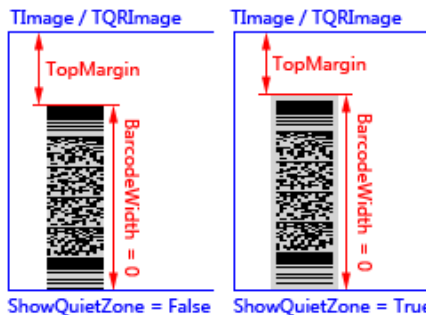 TImage / TQRImage
TopMargin
BarcodeWidth = 0
ShowQuietZone = False
TImage / TQRImage
TopMargin
BarcodeWidth = 0
ShowQuietZone = True